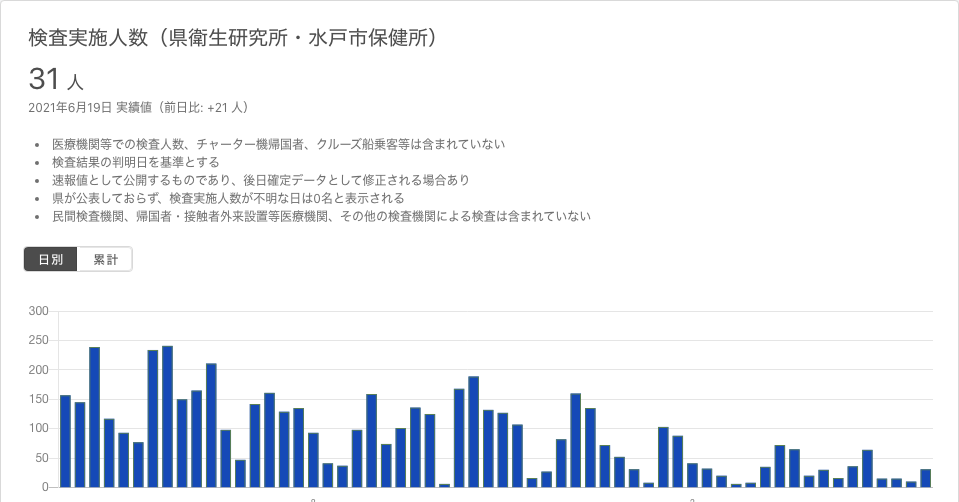 検査実施人数（県衛生研究所・水戸市保健所）
31 人
2021年6月19日 実績値（前日比: +21 人）
• 医療機関等での検査人数、チャーター機帰国者、クルーズ船乗客等は含まれていない
• 検査結果の判明日を基準とする
• 速報値として公開するものであり、後日確定データとして修正される場合あり
• 県が公表しておらず、検査実施人数が不明な日は0名と表示される
• 民間検査機関、帰国者・接触者外来設置等医療機関、その他の検査機関による検査は含まれていない
日別 累計
300
250
200
150
100
50
0